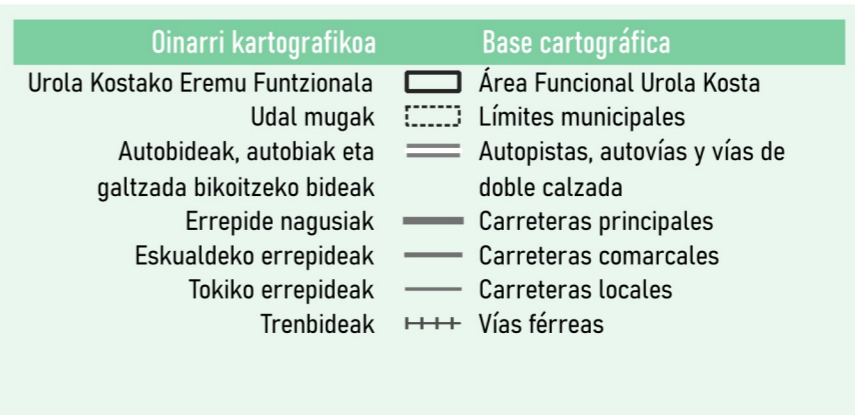 Oinarri kartografikoa Base cartográfica
Urola Kostako Eremu Funtzionala Área Funcional Urola Kosta
Udal mugak Límites municipales
Autobideak, autobiak eta Autopistas, autovías y vías de
galtzada bikoitzeko bideak doble calzada
Errepide nagusiak Carreteras principales
Eskualdeko errepideak Carreteras comarcales
Tokiko errepideak Carreteras locales
Trenbideak Vías férreas